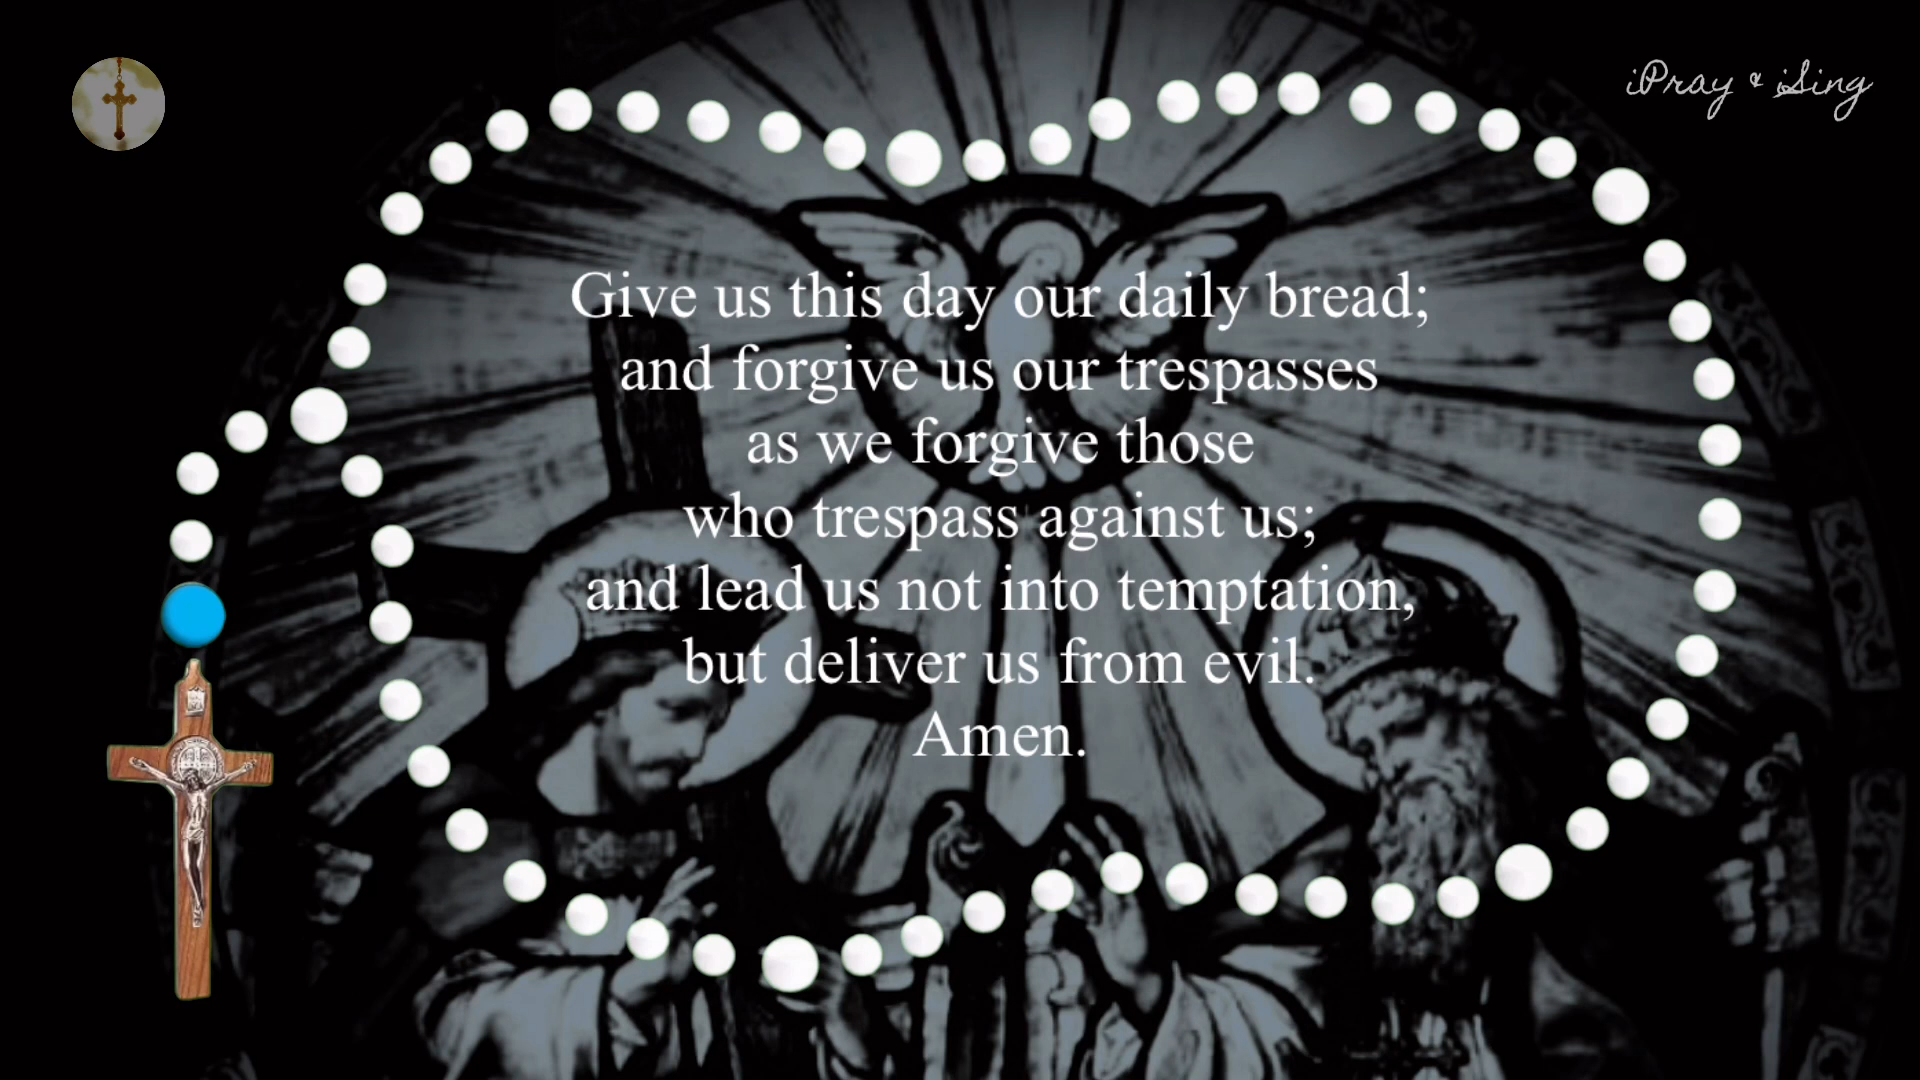 iPray & iSing
Give us this day our daily bread;
and forgive us our trespasses
as we forgive those
who trespass against us;
and lead us not into temptation,
but deliver us from evil.
Amen.